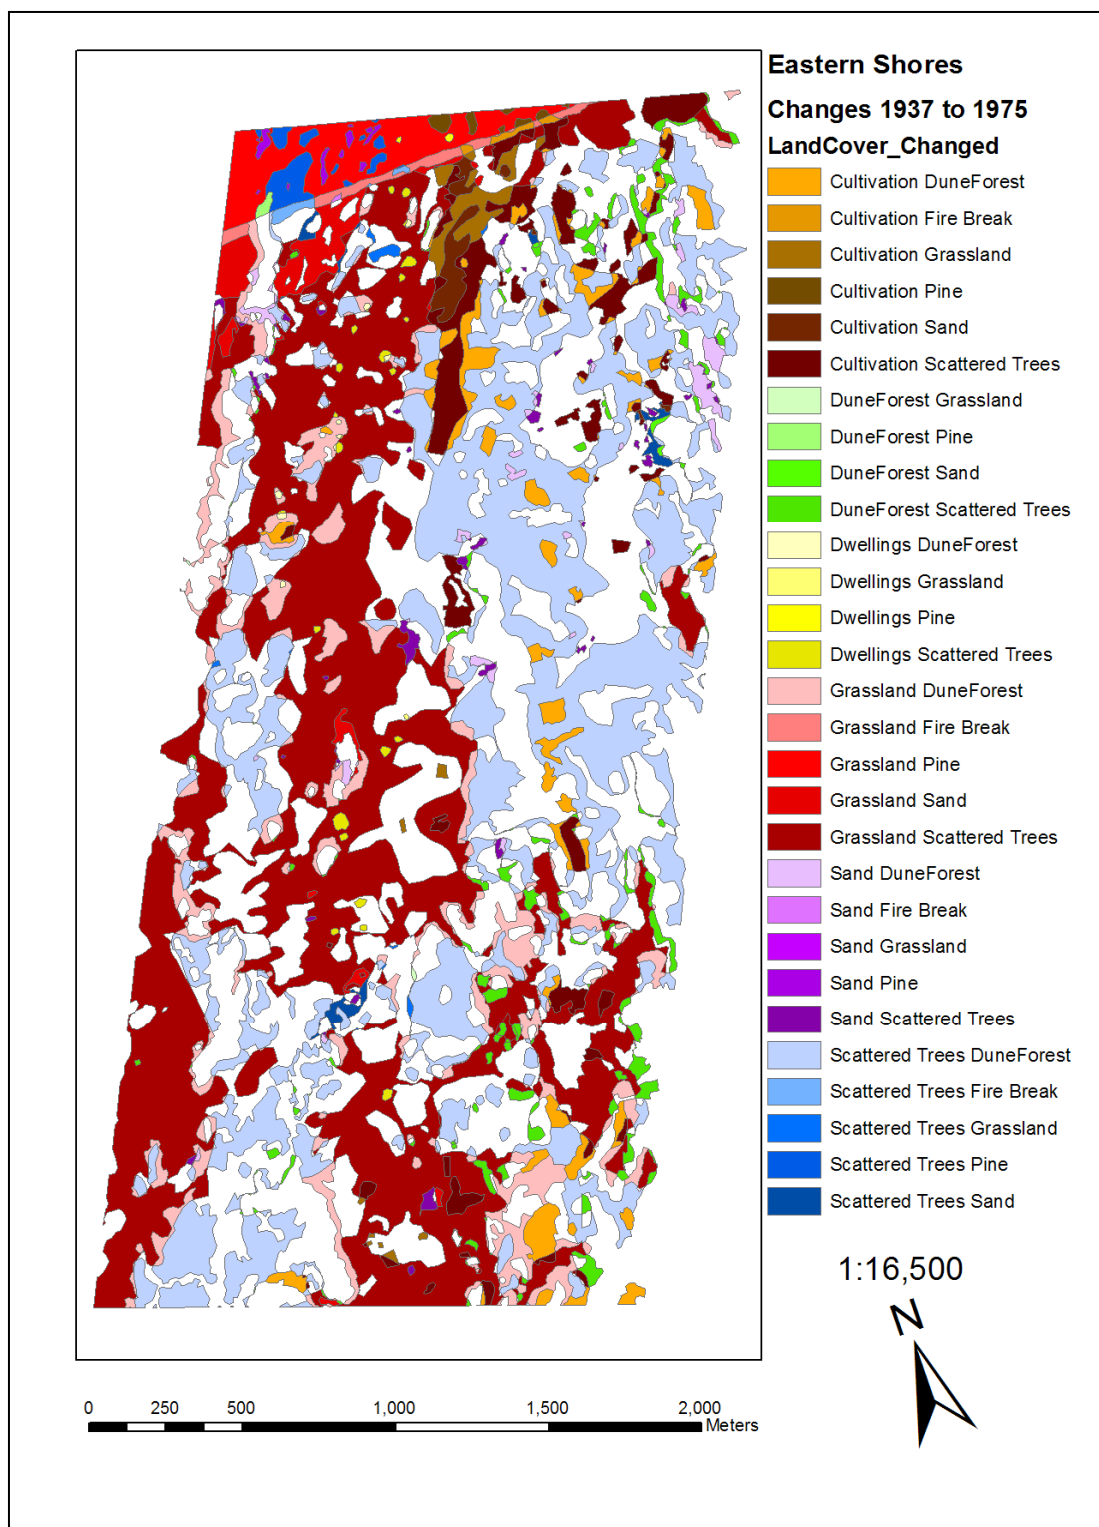 Eastern Shores
Changes 1937 to 1975
LandCover_Changed
Cultivation DuneForest
Cultivation Fire Break
Cultivation Grassland
Cultivation Pine
Cultivation Sand
Cultivation Scattered Trees
DuneForest Grassland
DuneForest Pine
DuneForest Sand
DuneForest Scattered Trees
Dwellings DuneForest
Dwellings Grassland
Dwellings Pine
Dwellings Scattered Trees
Grassland DuneForest
Grassland Fire Break
Grassland Pine
Grassland Sand
Grassland Scattered Trees
Sand DuneForest
Sand Fire Break
Sand Grassland
Sand Pine
Sand Scattered Trees
Scattered Trees DuneForest
Scattered Trees Fire Break
Scattered Trees Grassland
Scattered Trees Pine
Scattered Trees Sand
1:16,500
N
0 250 500 1,000 1,500 2,000
Meters